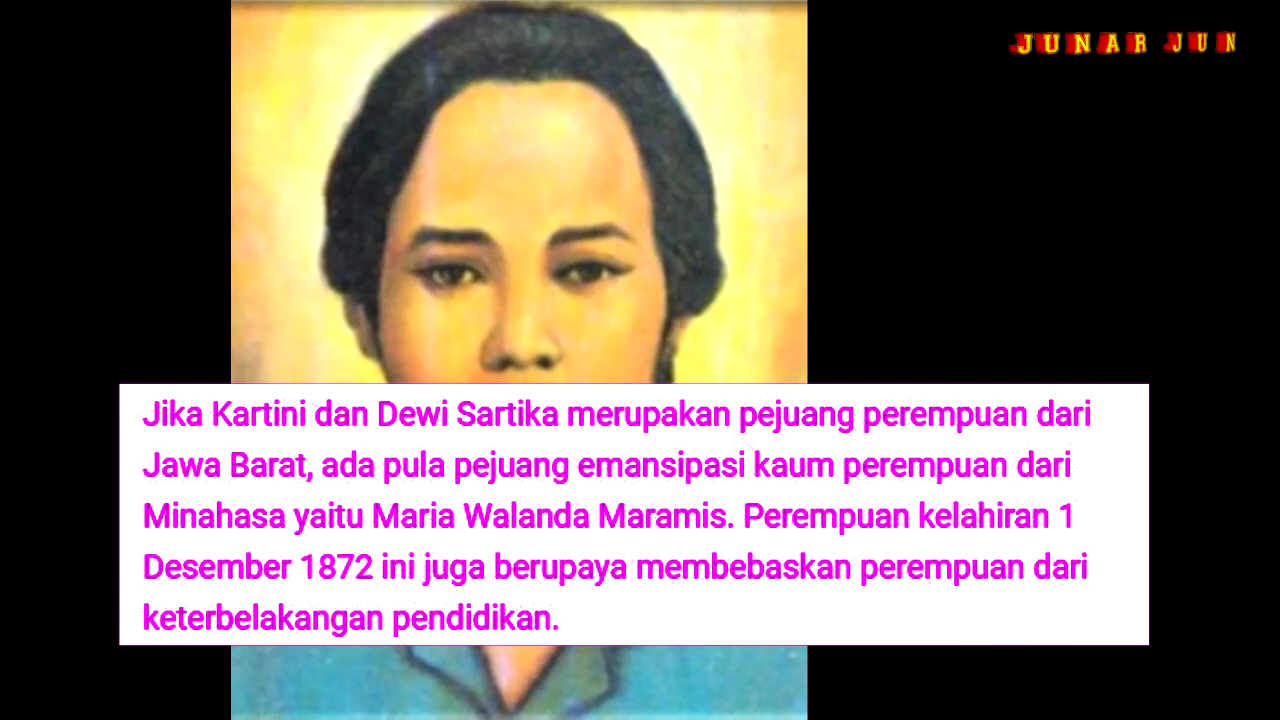 JUNAR JUN
Jika Kartini dan Dewi Sartika merupakan pejuang perempuan dari
Jawa Barat, ada pula pejuang emansipasi kaum perempuan dari
Minahasa yaitu Maria Walanda Maramis. Perempuan kelahiran 1
Desember 1872 ini juga berupaya membebaskan perempuan dari
keterbelakangan pendidikan.